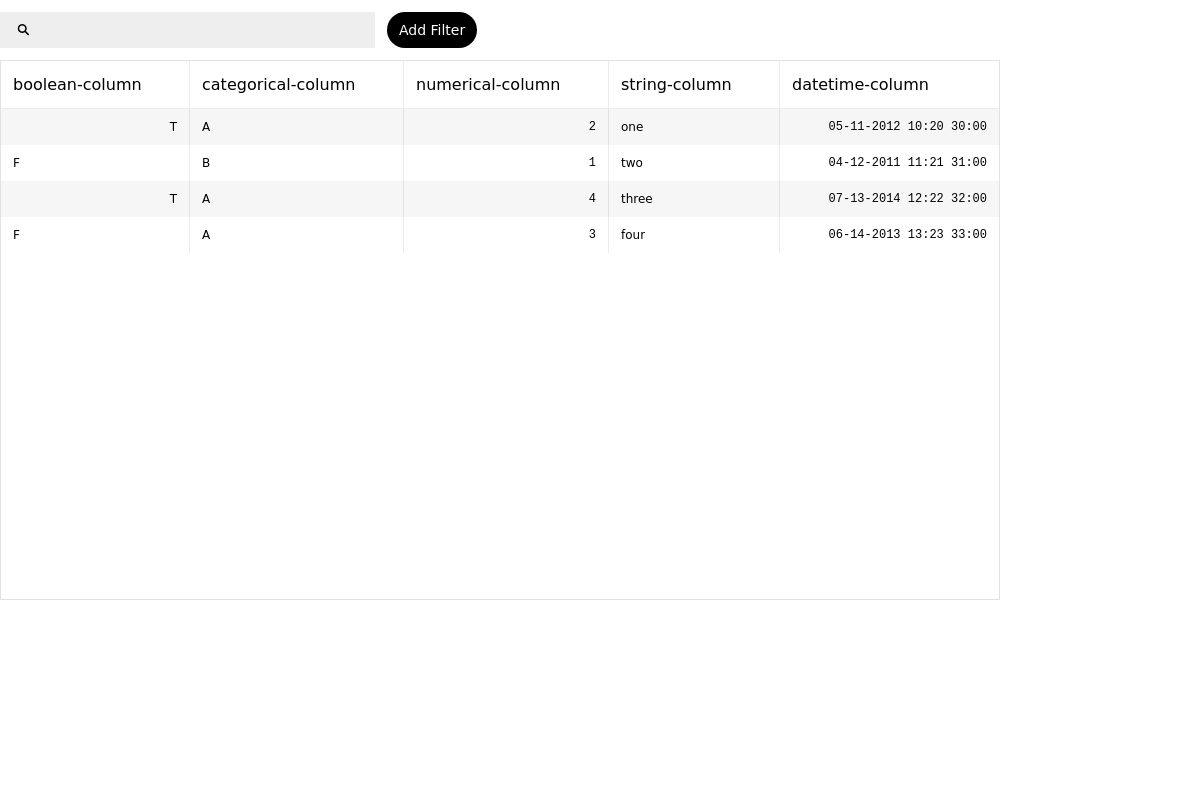 Add Filter
boolean-column categorical-column numerical-column string-column datetime-column
T A 2 one 05-11-2012 10:20 30:00
F B 1 two 04-12-2011 11:21 31:00
T A 4 three 07-13-2014 12:22 32:00
F A 3 four 06-14-2013 13:23 33:00